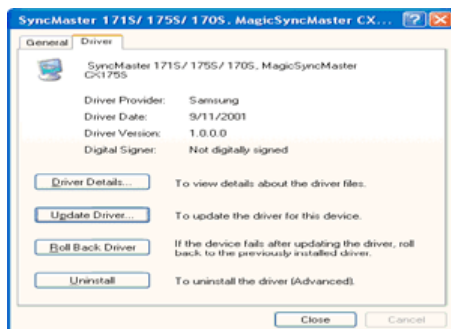 SyncMaster 171S/ 175S/ 170S, MagicSyncMaster CX...
General Driver
SyncMaster 171S/ 175S/ 170S, MagicSyncMaster
CX175S
Driver Provider: Samsung
Driver Date: 9/11/2001
Driver Version: 1.0.0.0
Digital Signer: Not digitally signed
Driver Details... To view details about the driver files.
Update Driver... To update the driver for this device.
Roll Back Driver If the device fails after updating the driver, roll
back to the previously installed driver.
Uninstall To uninstall the driver (Advanced).
Close Cancel